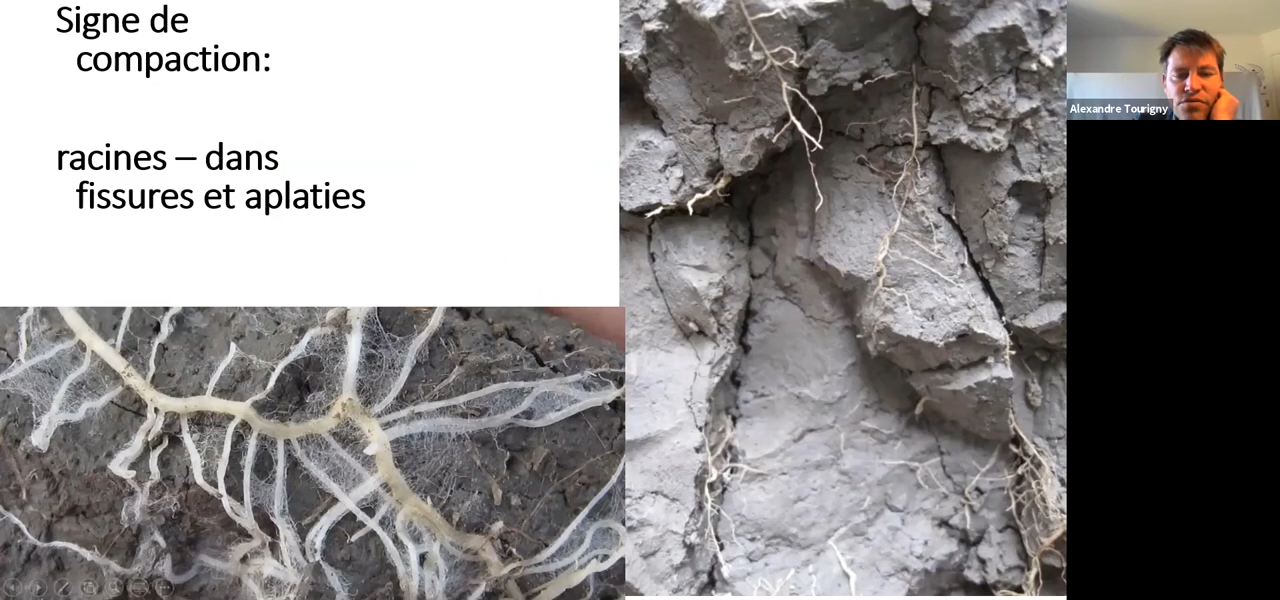 Signe de
compaction:
racines – dans
fissures et aplaties
Alexandre Tourigny